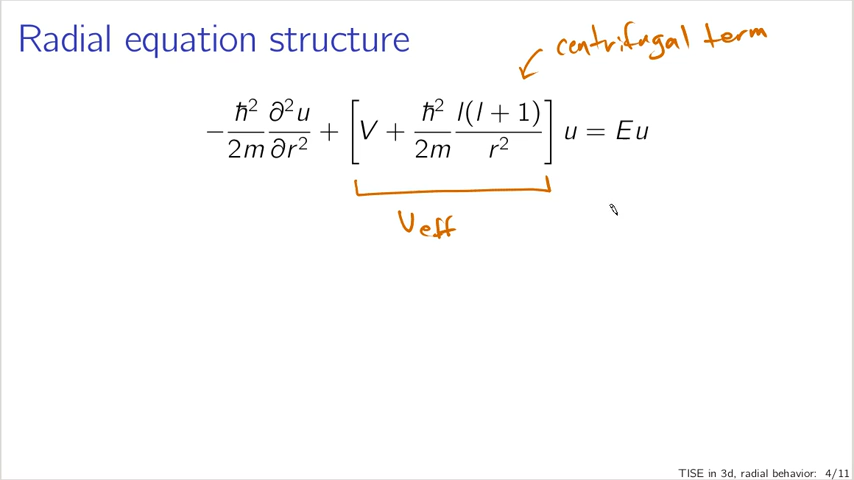 Radial equation structure
centrifugal term
−ħ²/2m ∂²u/∂r² + [V + ħ²/2m l(l + 1)/r²] u = Eu
Veff
TISE in 3d, radial behavior: 4/11